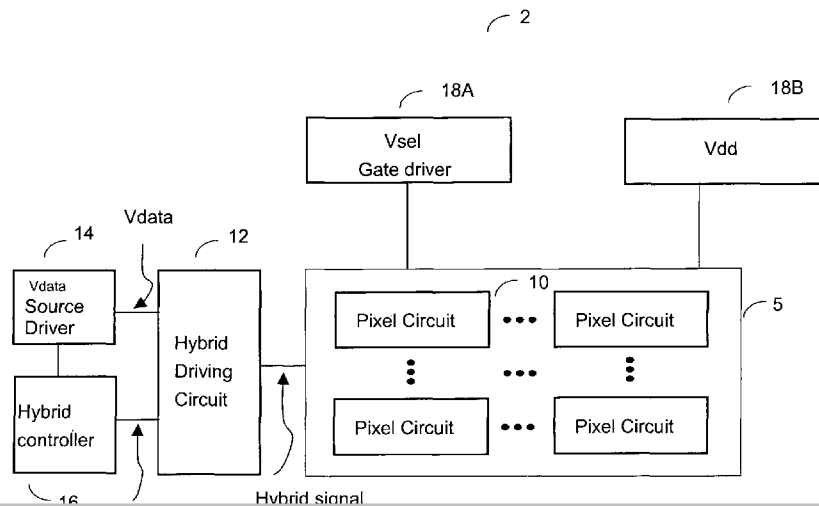 2
18A
18B
Vsel
Gate driver
Vdd
Vdata
14
12
Vdata
Source
Driver
10
5
Pixel Circuit
Pixel Circuit
Hybrid
Driving
Circuit
Hybrid
controller
Pixel Circuit
Pixel Circuit
16
Hybrid signal